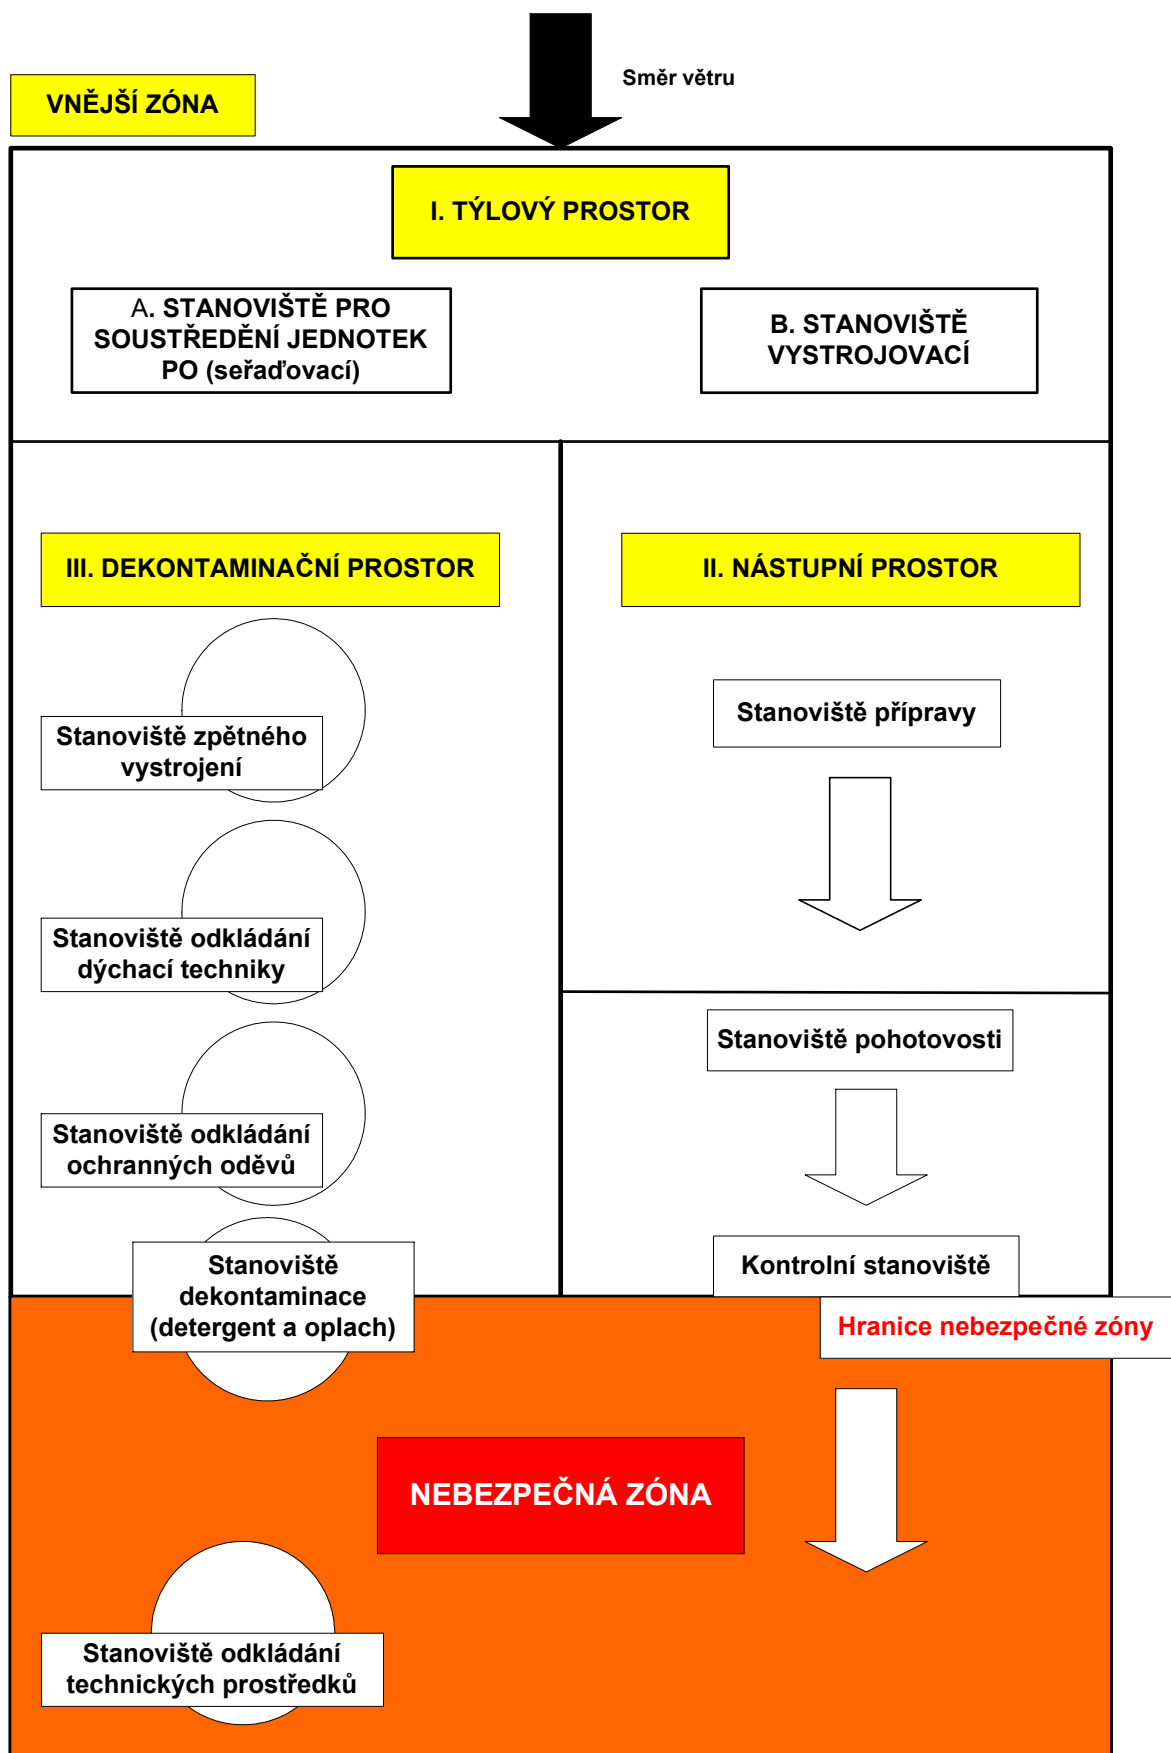 Směr větru
VNĚJŠÍ ZÓNA
I. TÝLOVÝ PROSTOR
A. STANOVIŠTĚ PRO
SOUSTŘEDĚNÍ JEDNOTEK
PO (seřaďovací)
B. STANOVIŠTĚ
VYSTROJOVACÍ
III. DEKONTAMINAČNÍ PROSTOR
II. NÁSTUPNÍ PROSTOR
Stanoviště zpětného
vystrojení
Stanoviště přípravy
Stanoviště odkládání
dýchací techniky
Stanoviště pohotovosti
Stanoviště odkládání
ochranných oděvů
Stanoviště
dekontaminace
(detergent a oplach)
Kontrolní stanoviště
Hranice nebezpečné zóny
NEBEZPEČNÁ ZÓNA
Stanoviště odkládání
technických prostředků